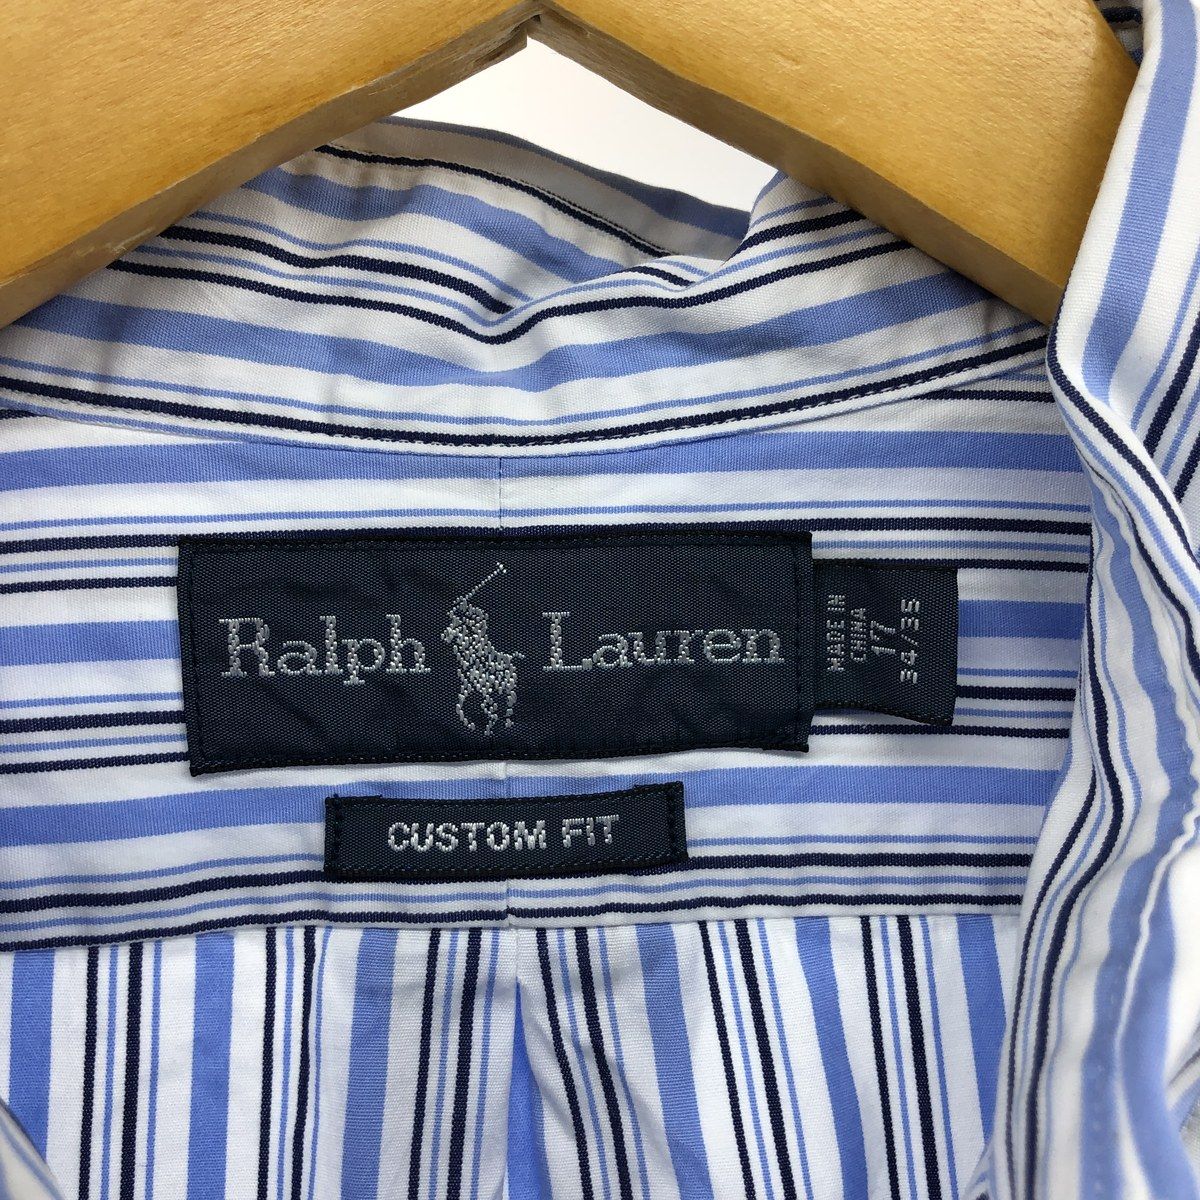 Ralph Lauren
MADE IN
CHINA
17
34/35
CUSTOM FIT